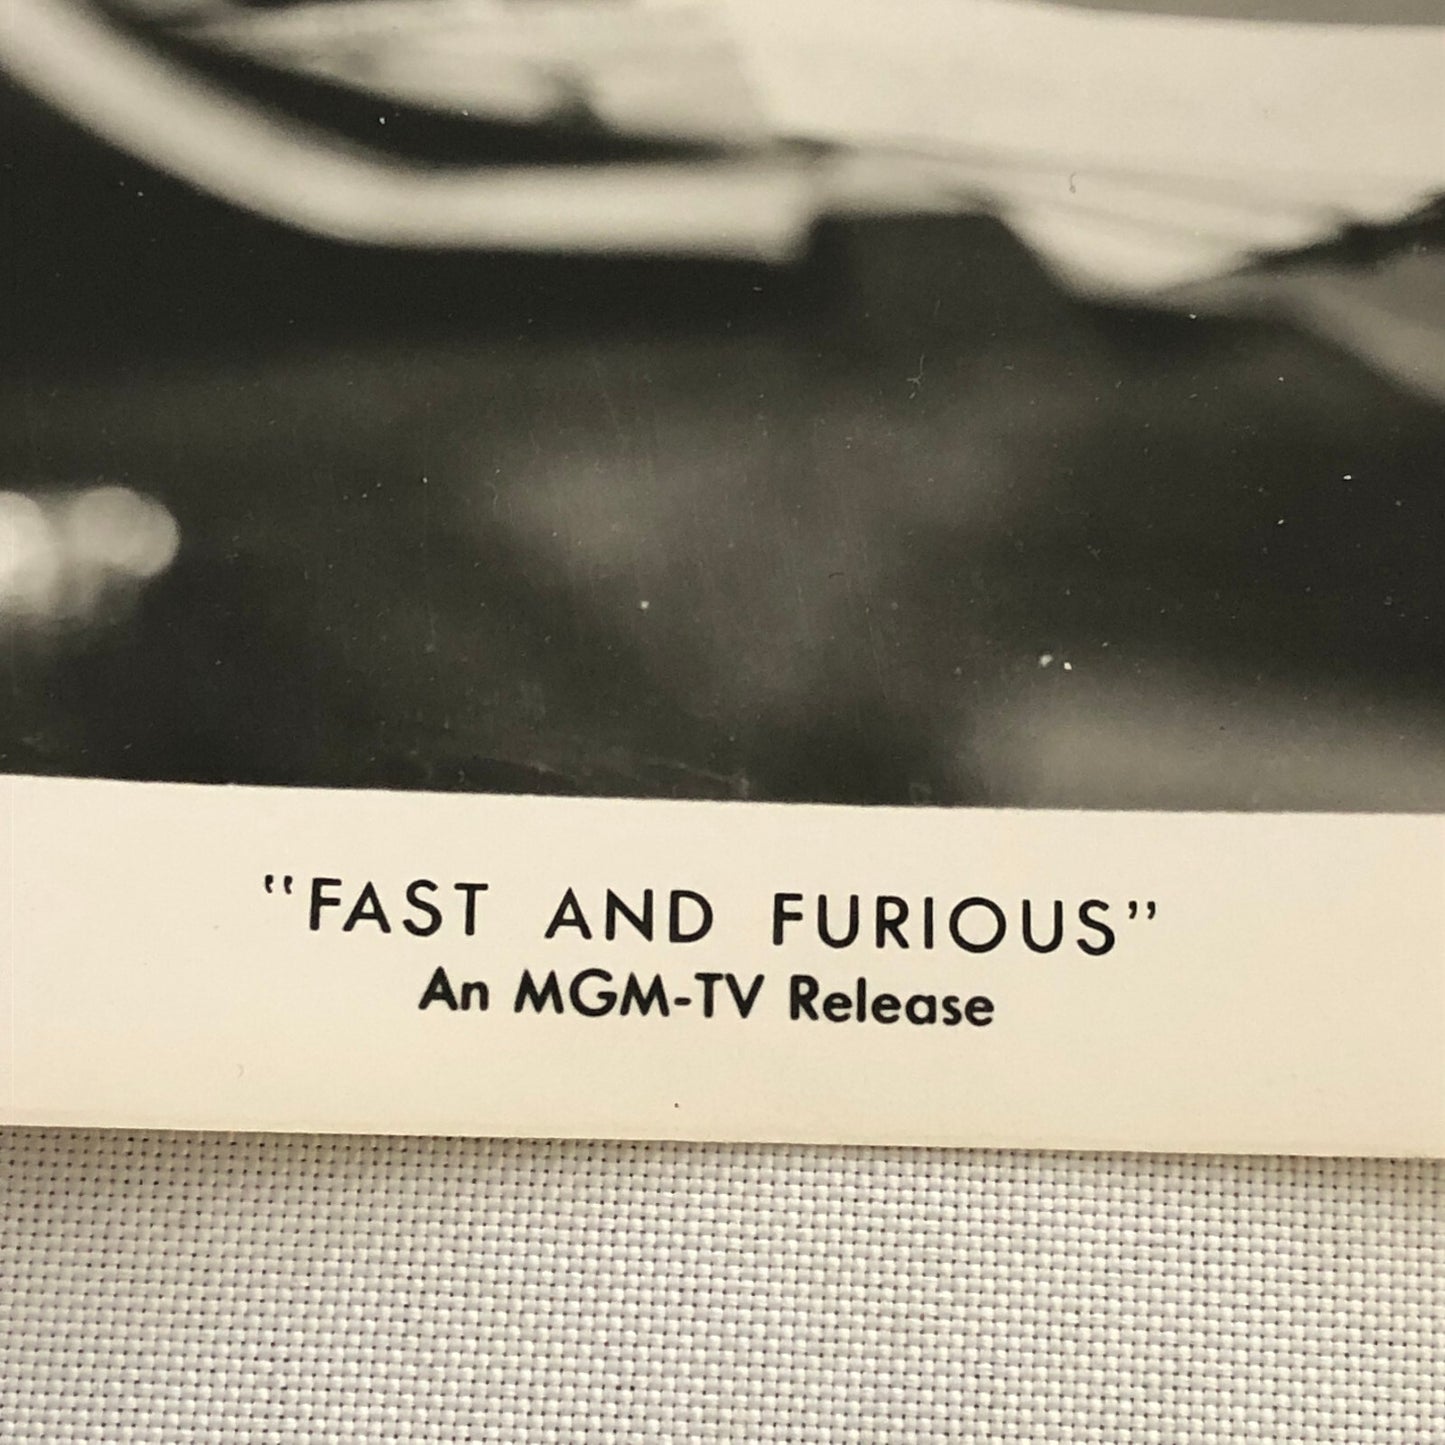 "FAST AND FURIOUS"
An MGM-TV Release